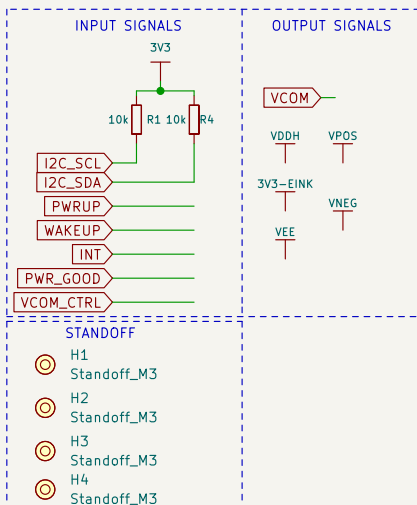 INPUT SIGNALS
3V3
10k R1 10k R4
I2C_SCL
I2C_SDA
PWRUP
WAKEUP
INT
PWR_GOOD
VCOM_CTRL
OUTPUT SIGNALS
VCOM
VDDH VPOS
3V3-EINK
VNEG
VEE
STANDOFF
H1
Standoff_M3
H2
Standoff_M3
H3
Standoff_M3
H4
Standoff_M3